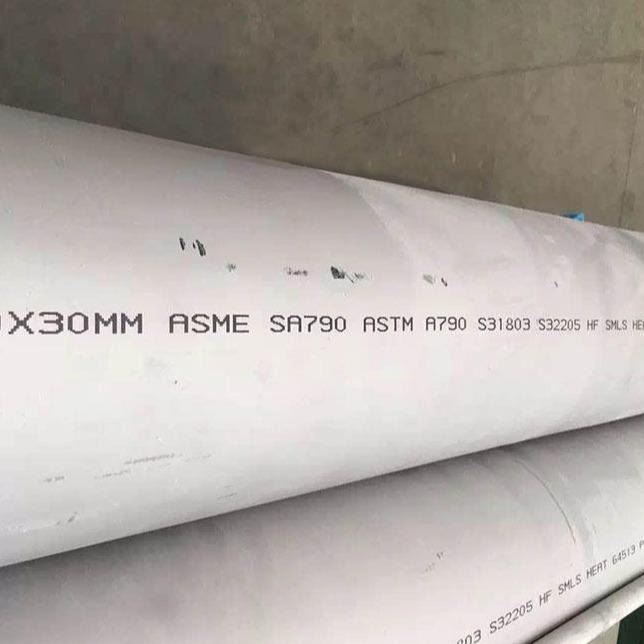 X30MM ASME SA790 ASTM A790 S31803 S32205 HF SMLS
S32205 HF SMLS HEAT 64513